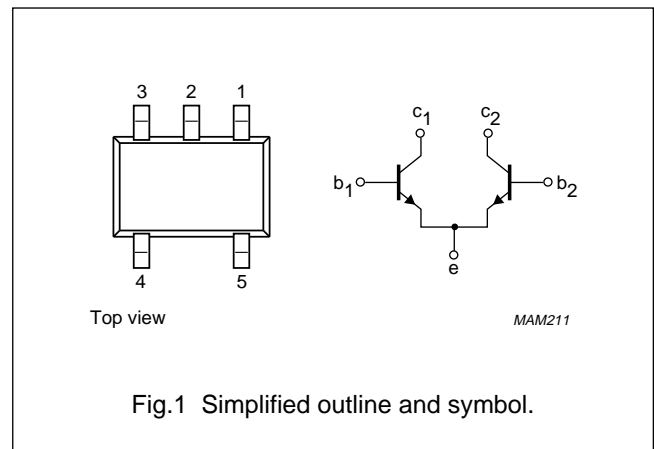 3 2 1
4 5
Top view
c1 c2
b1 b2
e
MAM211
Fig.1 Simplified outline and symbol.